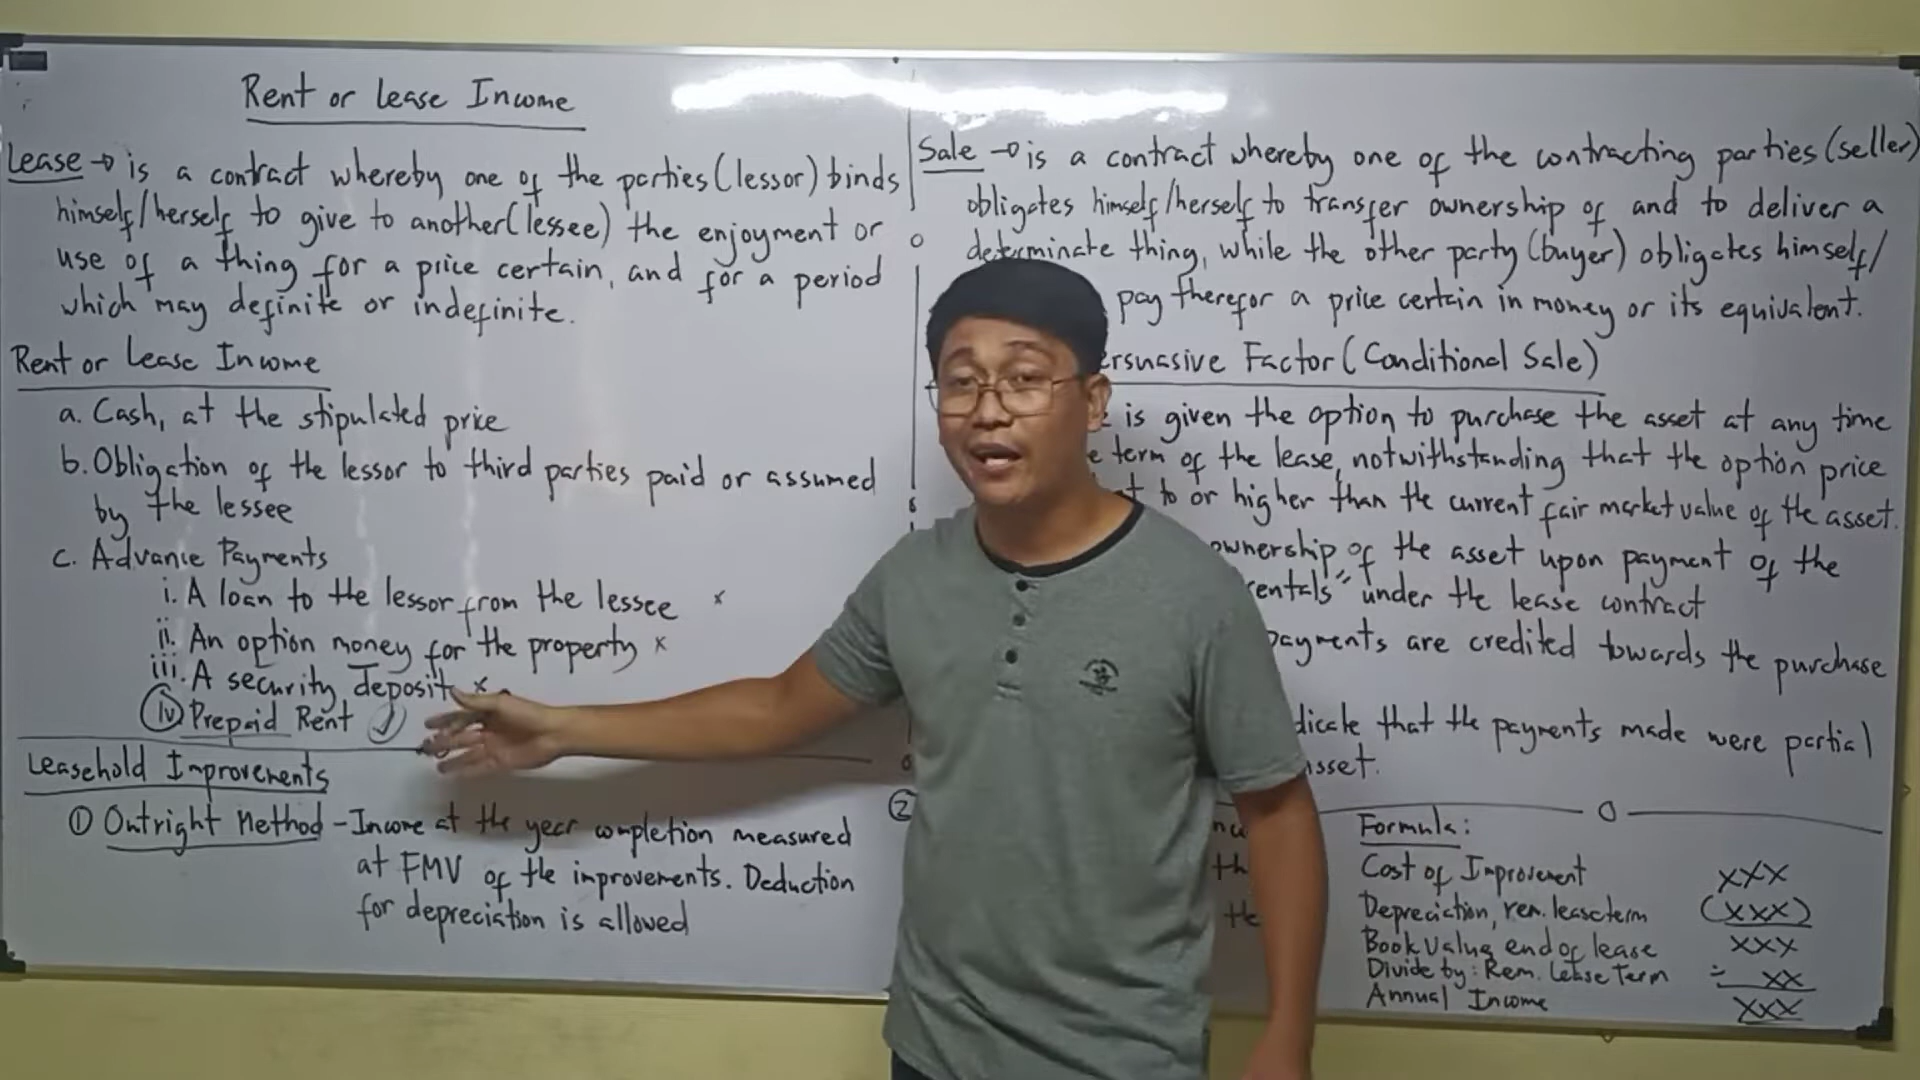 Rent or Lease Income
Lease → is a contract whereby one of the parties (lessor) binds
himself/herself to give to another (lessee) the enjoyment or
use of a thing for a price certain, and for a period
which may definite or indefinite.
Rent or Lease Income
a. Cash, at the stipulated price
b. Obligation of the lessor to third parties paid or assumed
by the lessee
c. Advance Payments
i. A loan to the lessor from the lessee x
ii. An option money for the property x
iii. A security Deposit x
iv Prepaid Rent ✓
Leasehold Improvements
① Outright Method - Income at the year completion measured
at FMV of the improvements. Deduction
for depreciation is allowed
Sale → is a contract whereby one of the contracting parties (seller)
obligates himself/herself to transfer ownership of and to deliver a
determinate thing, while the other party (buyer) obligates himself/
pay therefor a price certain in money or its equivalent.
Factor (Conditional Sale)
is given the option to purchase the asset at any time
term of the lease, notwithstanding that the option price
to or higher than the current fair market value of the asset.
ownership of the asset upon payment of the
"rentals" under the lease contract
payments are credited towards the purchase
that the payments made were partial
asset.
②
Formula:
Cost of Improvement xxx
Depreciation, rem. lease term (xxx)
Book Value, end of lease xxx
Divide by: Rem. Lease Term ÷ xx
Annual Income xxx